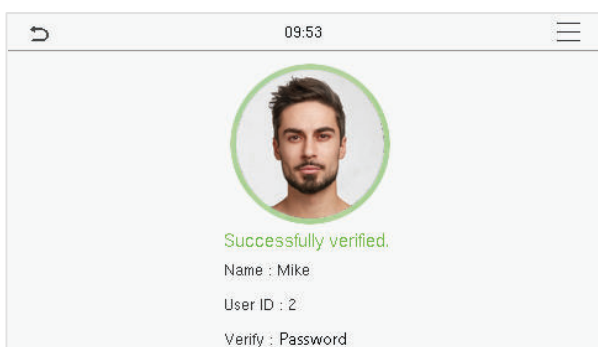 09:53
Successfully verified.
Name : Mike
User ID : 2
Verify : Password